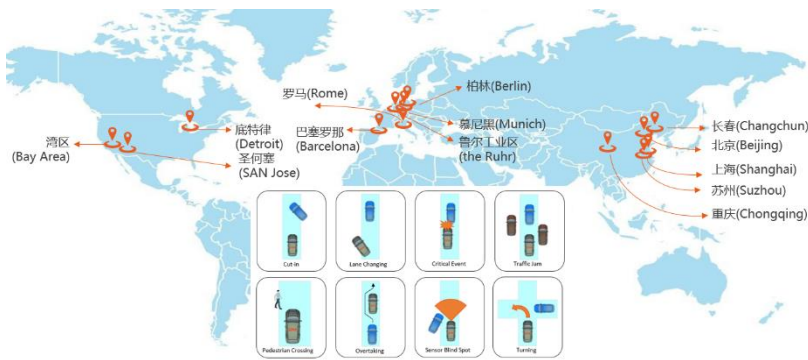 罗马(Rome)
柏林(Berlin)
湾区
(Bay Area)
底特律
(Detroit)
圣何塞
(SAN Jose)
巴塞罗那
(Barcelona)
慕尼黑(Munich)
鲁尔工业区
(the Ruhr)
长春(Changchun)
北京(Beijing)
上海(Shanghai)
苏州(Suzhou)
重庆(Chongqing)
Cut-in
Lane Changing
Critical Event
Traffic Jam
Pedestrian Crossing
Overtaking
Sensor Blind Spot
Turning